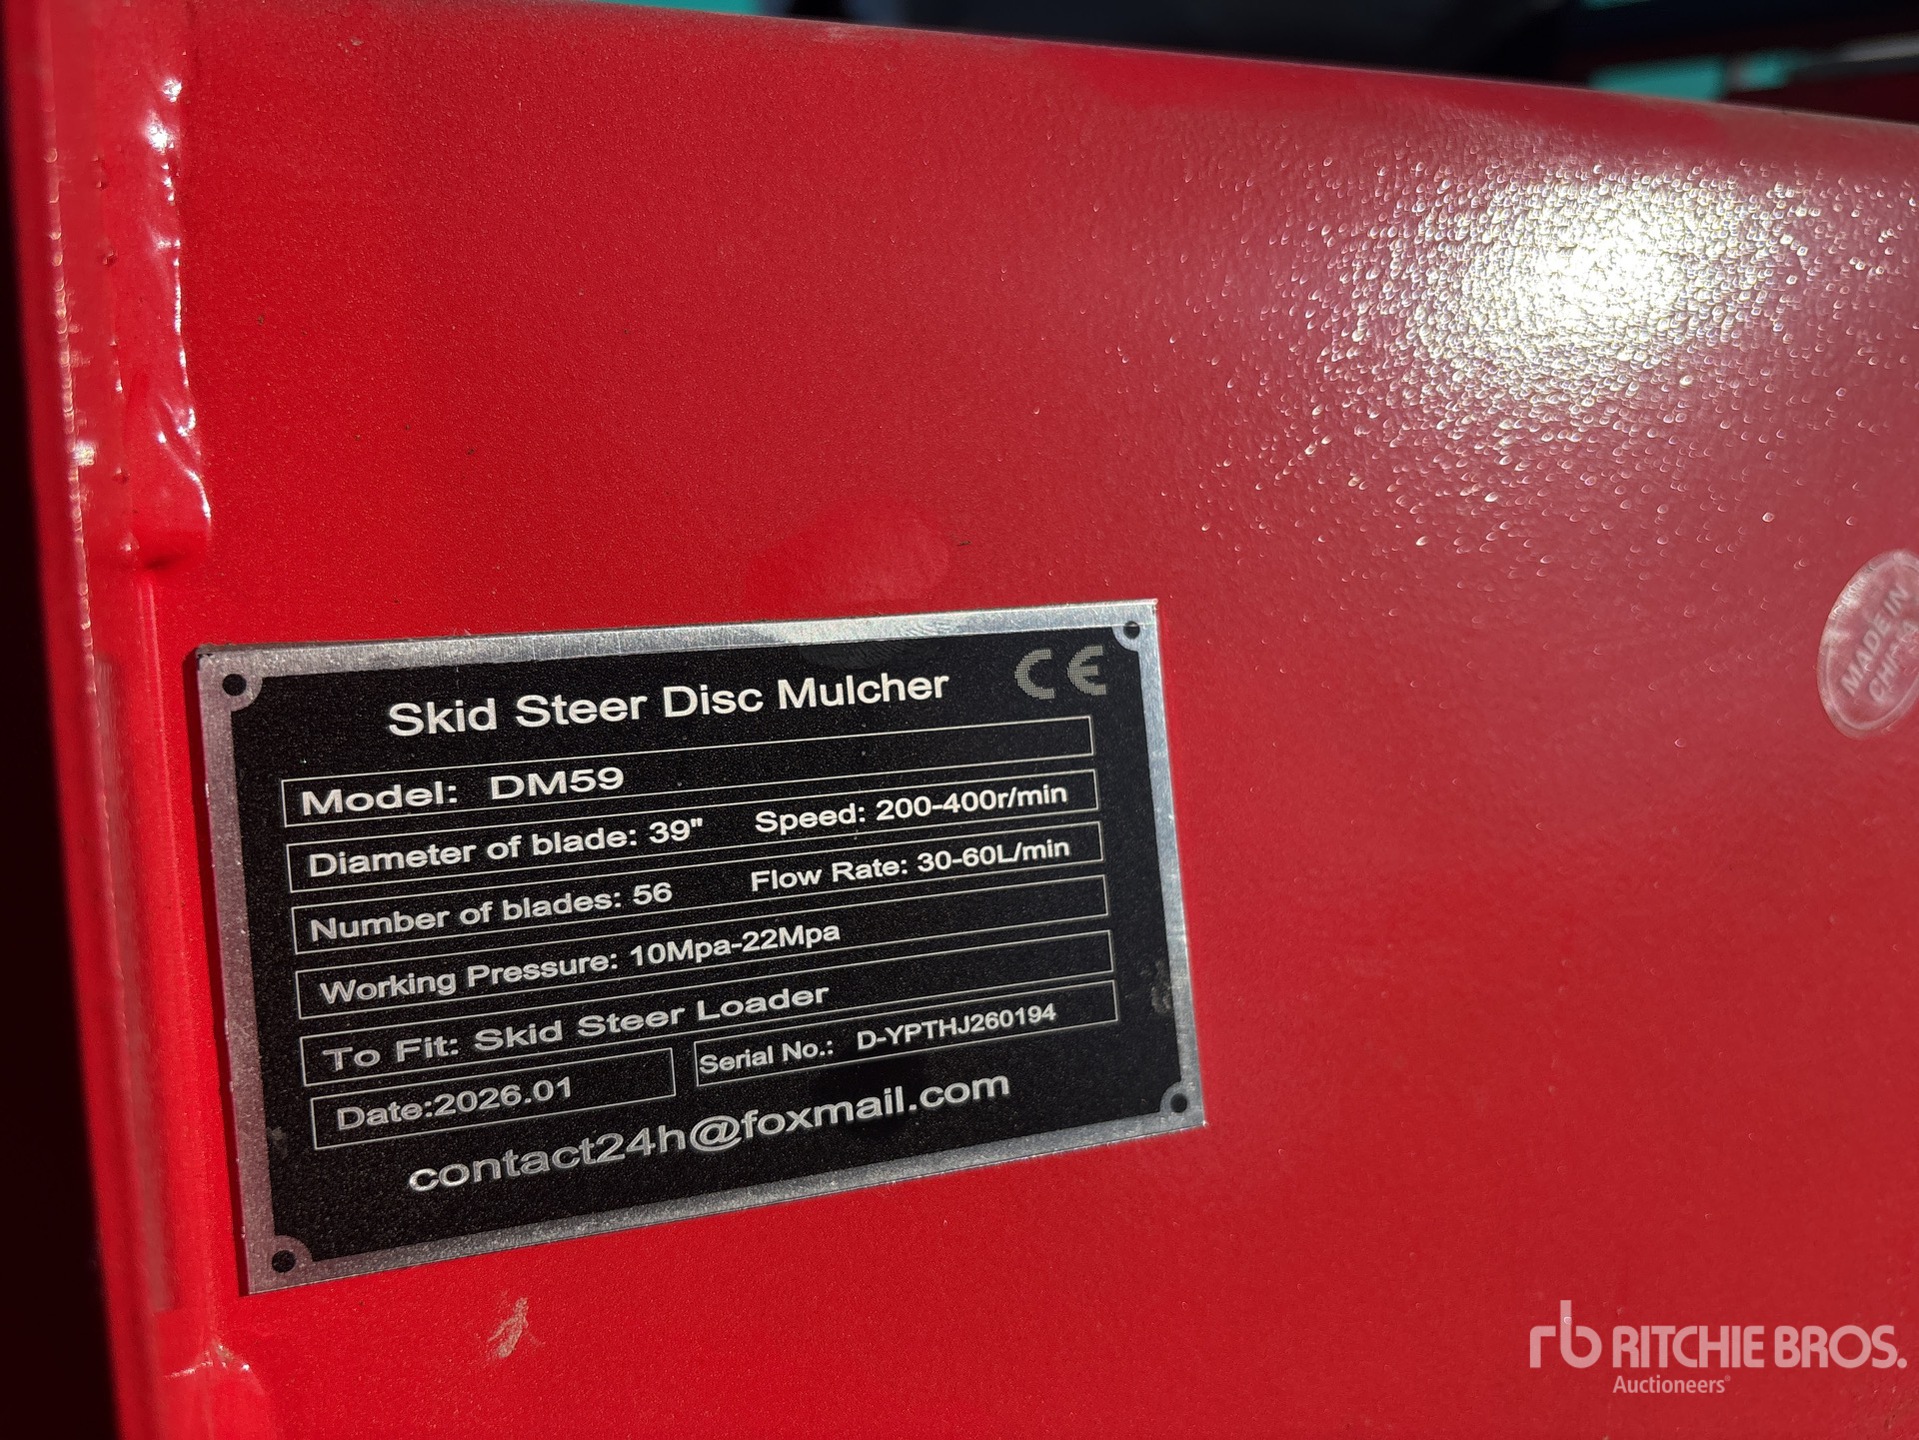 Skid Steer Disc Mulcher CE
Model: DM59
Diameter of blade: 39" Speed: 200-400r/min
Number of blades: 56 Flow Rate: 30-60L/min
Working Pressure: 10Mpa-22Mpa
To Fit: Skid Steer Loader
Date:2026.01 Serial No.: D-YPTHJ260194
contact24h@foxmail.com
MADE IN
rb RITCHIE BROS.
Auctioneers®